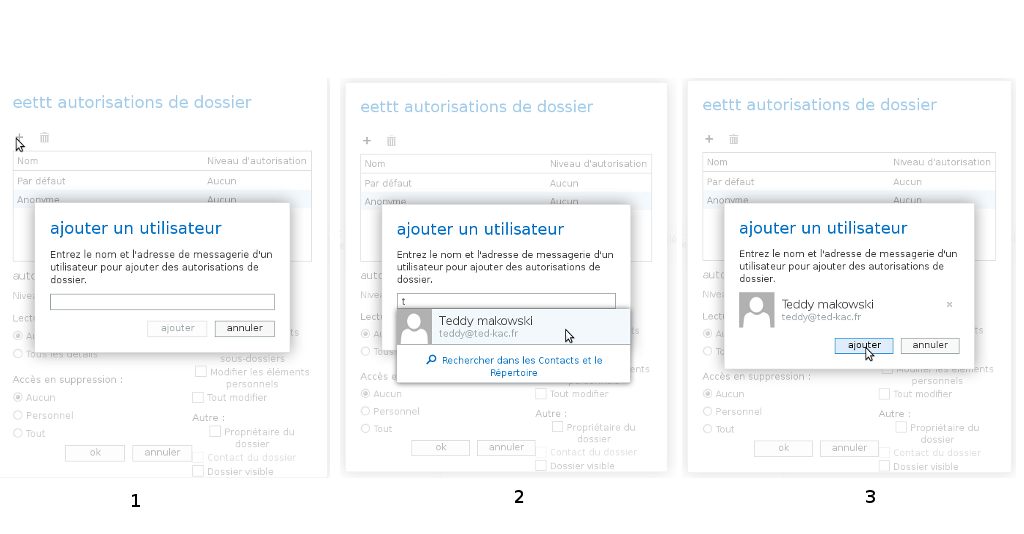 eettt autorisations de dossier
Nom Niveau d'autorisation
Par défaut Aucun
Anonyme Aucun
ajouter un utilisateur
Entrez le nom et l'adresse de messagerie d'un
utilisateur pour ajouter des autorisations de
dossier.
ajouter annuler
Tous les détails
sous-dossiers
Modifier les éléments
personnels
Accès en suppression :
Aucun
Tout modifier
Personnel
Autre :
Tout
Propriétaire du
dossier
ok annuler
Contact du dossier
Dossier visible
1
eettt autorisations de dossier
Nom Niveau d'autorisation
Par défaut Aucun
Anonyme Aucun
ajouter un utilisateur
Entrez le nom et l'adresse de messagerie d'un
utilisateur pour ajouter des autorisations de
dossier.
t
Teddy makowski
teddy@ted-kac.fr
Rechercher dans les Contacts et le
Répertoire
personnels
Aucun
Tout modifier
Personnel
Autre :
Tout
Propriétaire du
dossier
ok annuler
Contact du dossier
Dossier visible
2
eettt autorisations de dossier
Nom Niveau d'autorisation
Par défaut Aucun
Anonyme Aucun
ajouter un utilisateur
Entrez le nom et l'adresse de messagerie d'un
utilisateur pour ajouter des autorisations de
dossier.
Teddy makowski
teddy@ted-kac.fr
ajouter annuler
Modifier les éléments
personnels
Accès en suppression :
Aucun
Tout modifier
Personnel
Autre :
Tout
Propriétaire du
dossier
ok annuler
Contact du dossier
Dossier visible
3